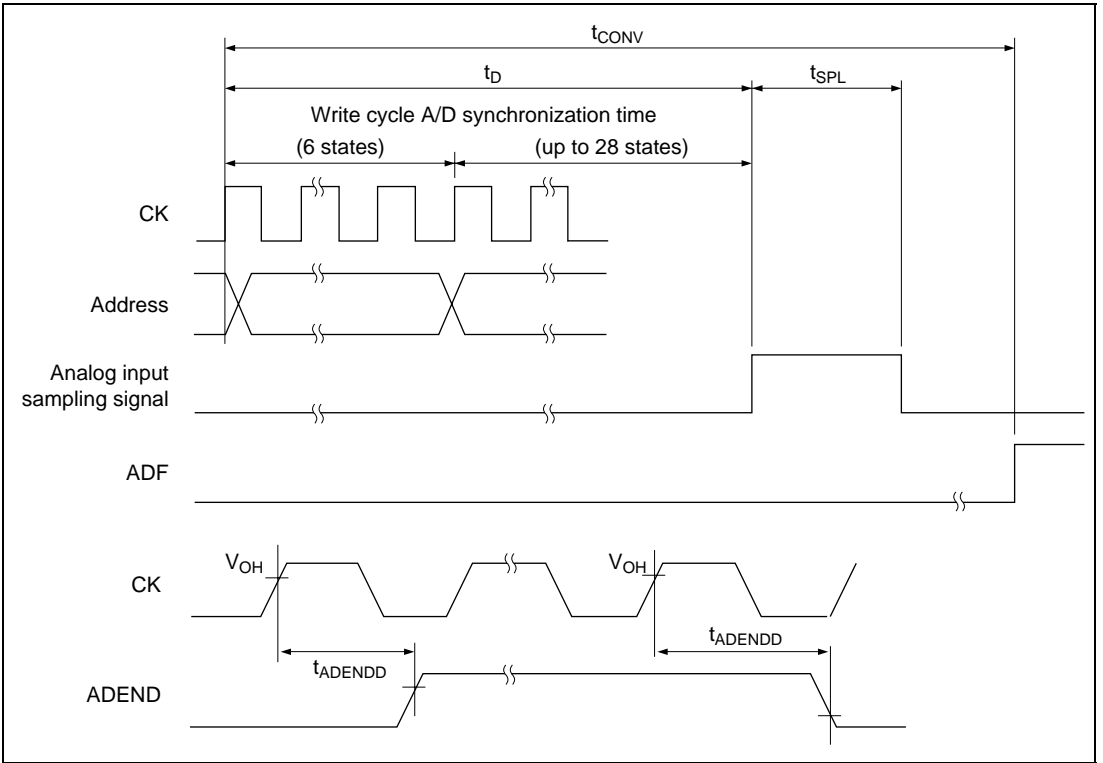 tCONV
tD
tSPL
Write cycle A/D synchronization time
(6 states)
(up to 28 states)
CK
Address
Analog input
sampling signal
ADF
VOH
VOH
CK
tADENDD
tADENDD
ADEND